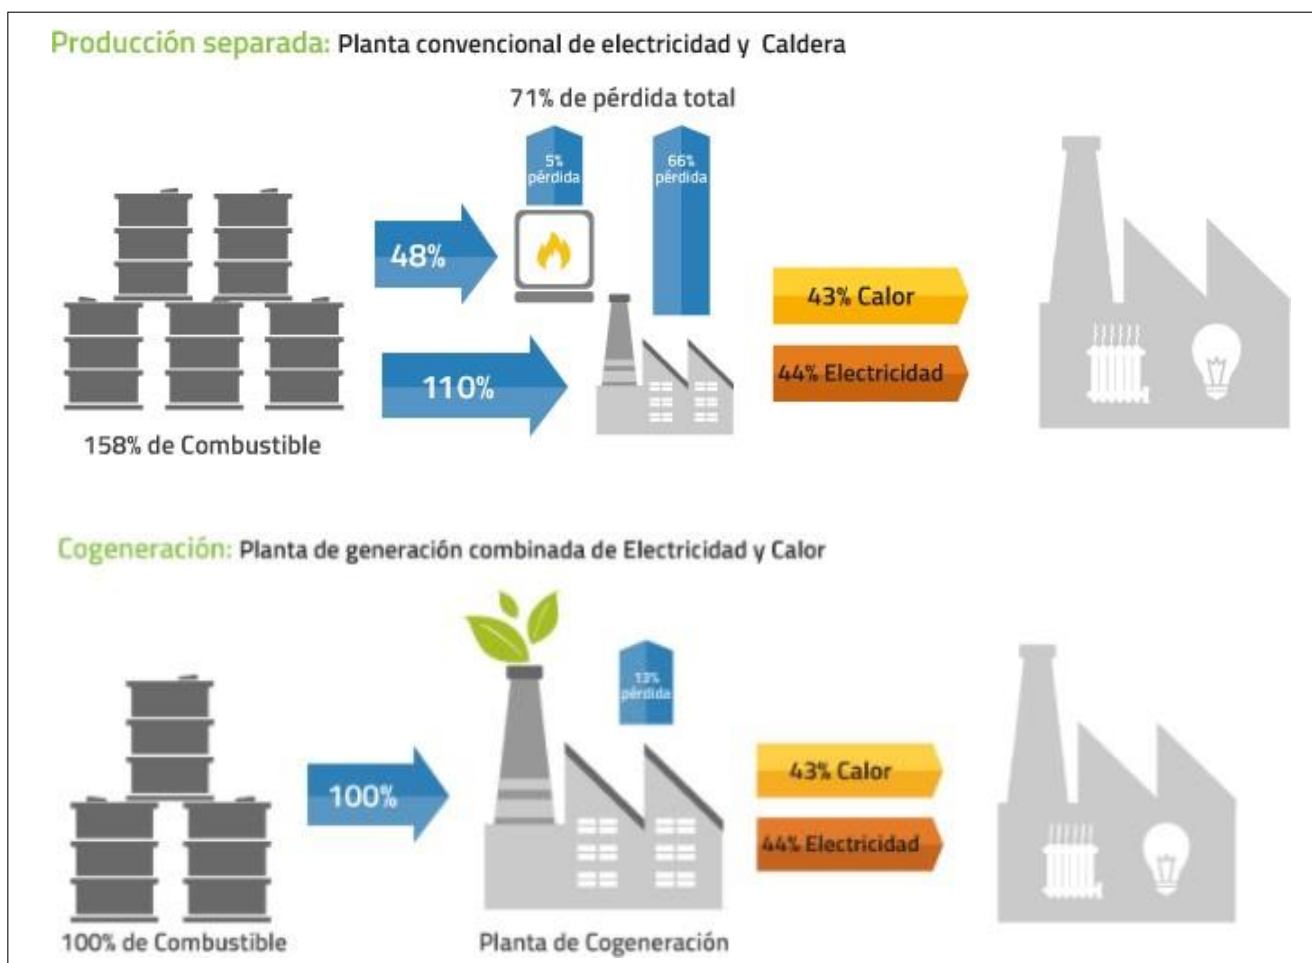 Producción separada: Planta convencional de electricidad y Caldera
71% de pérdida total
5%
pérdida
66%
pérdida
48%
110%
43% Calor
44% Electricidad
158% de Combustible
Cogeneración: Planta de generación combinada de Electricidad y Calor
13%
pérdida
100%
43% Calor
44% Electricidad
100% de Combustible
Planta de Cogeneración